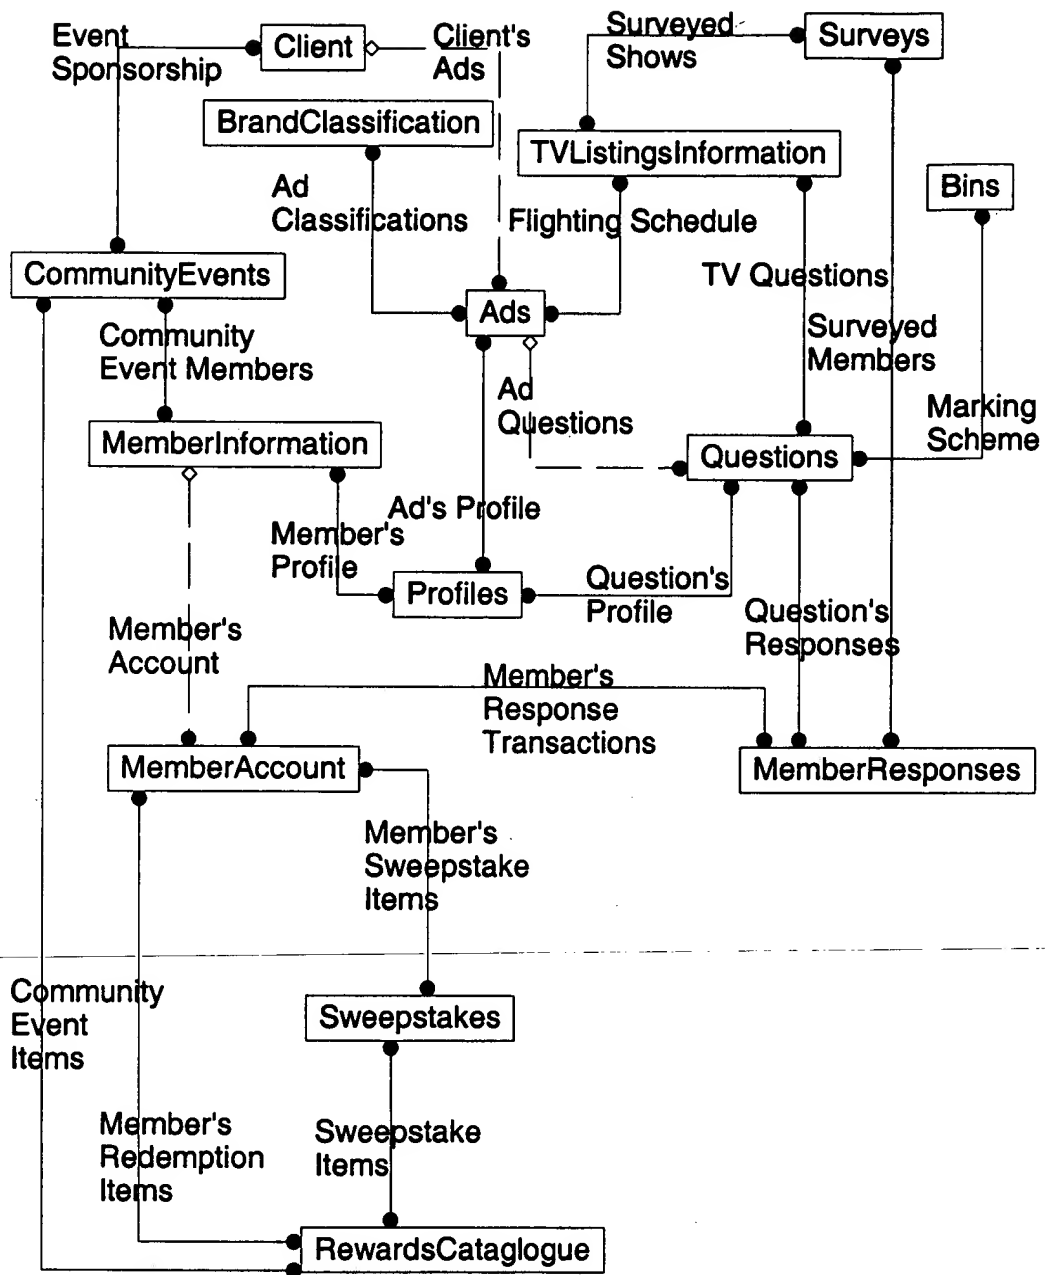 Event
Sponsorship
Client
Client's
Ads
Surveyed
Shows
Surveys
BrandClassification
TVListingsInformation
Bins
Ad
Classifications
Flighting Schedule
CommunityEvents
TV Questions
Ads
Community
Event Members
Surveyed
Members
Ad
Questions
Marking
Scheme
MemberInformation
Questions
Ad's Profile
Member's
Profile
Profiles
Question's
Profile
Question's
Responses
Member's
Account
Member's
Response
Transactions
MemberAccount
MemberResponses
Member's
Sweepstake
Items
Community
Event
Items
Sweepstakes
Member's
Redemption
Items
Sweepstake
Items
RewardsCataglogue